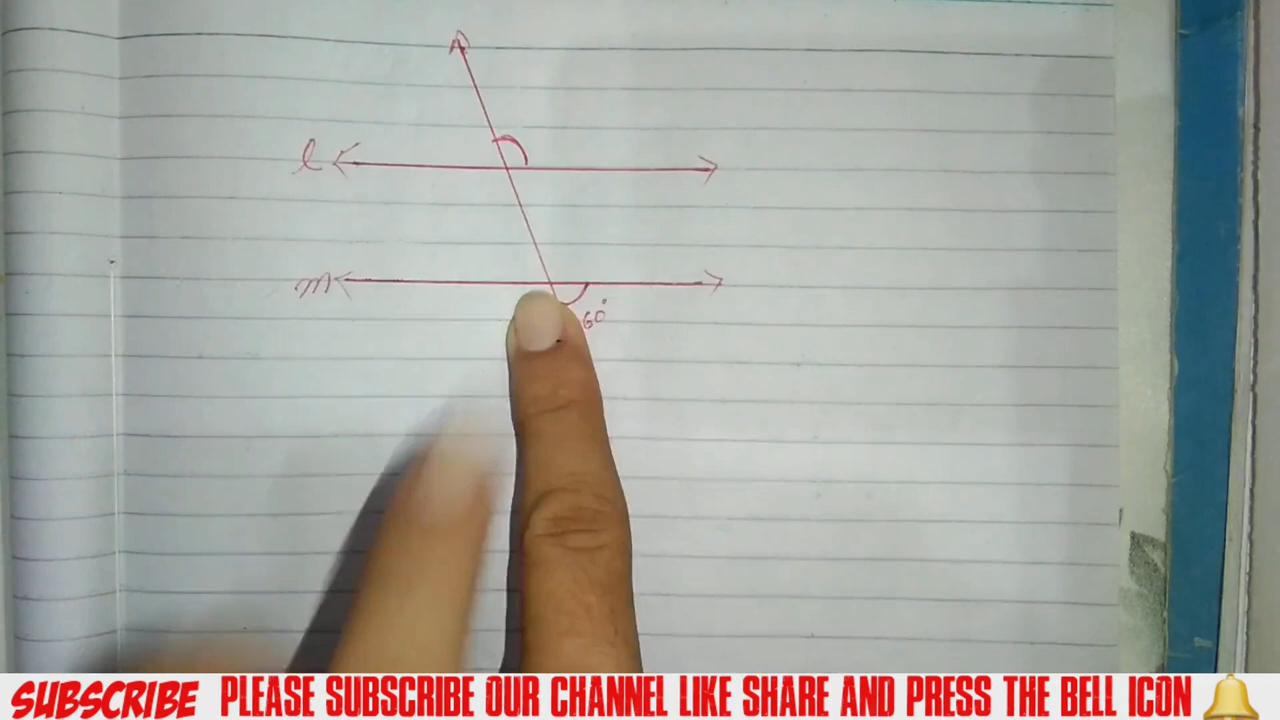 l
m
60°
SUBSCRIBE PLEASE SUBSCRIBE OUR CHANNEL LIKE SHARE AND PRESS THE BELL ICON